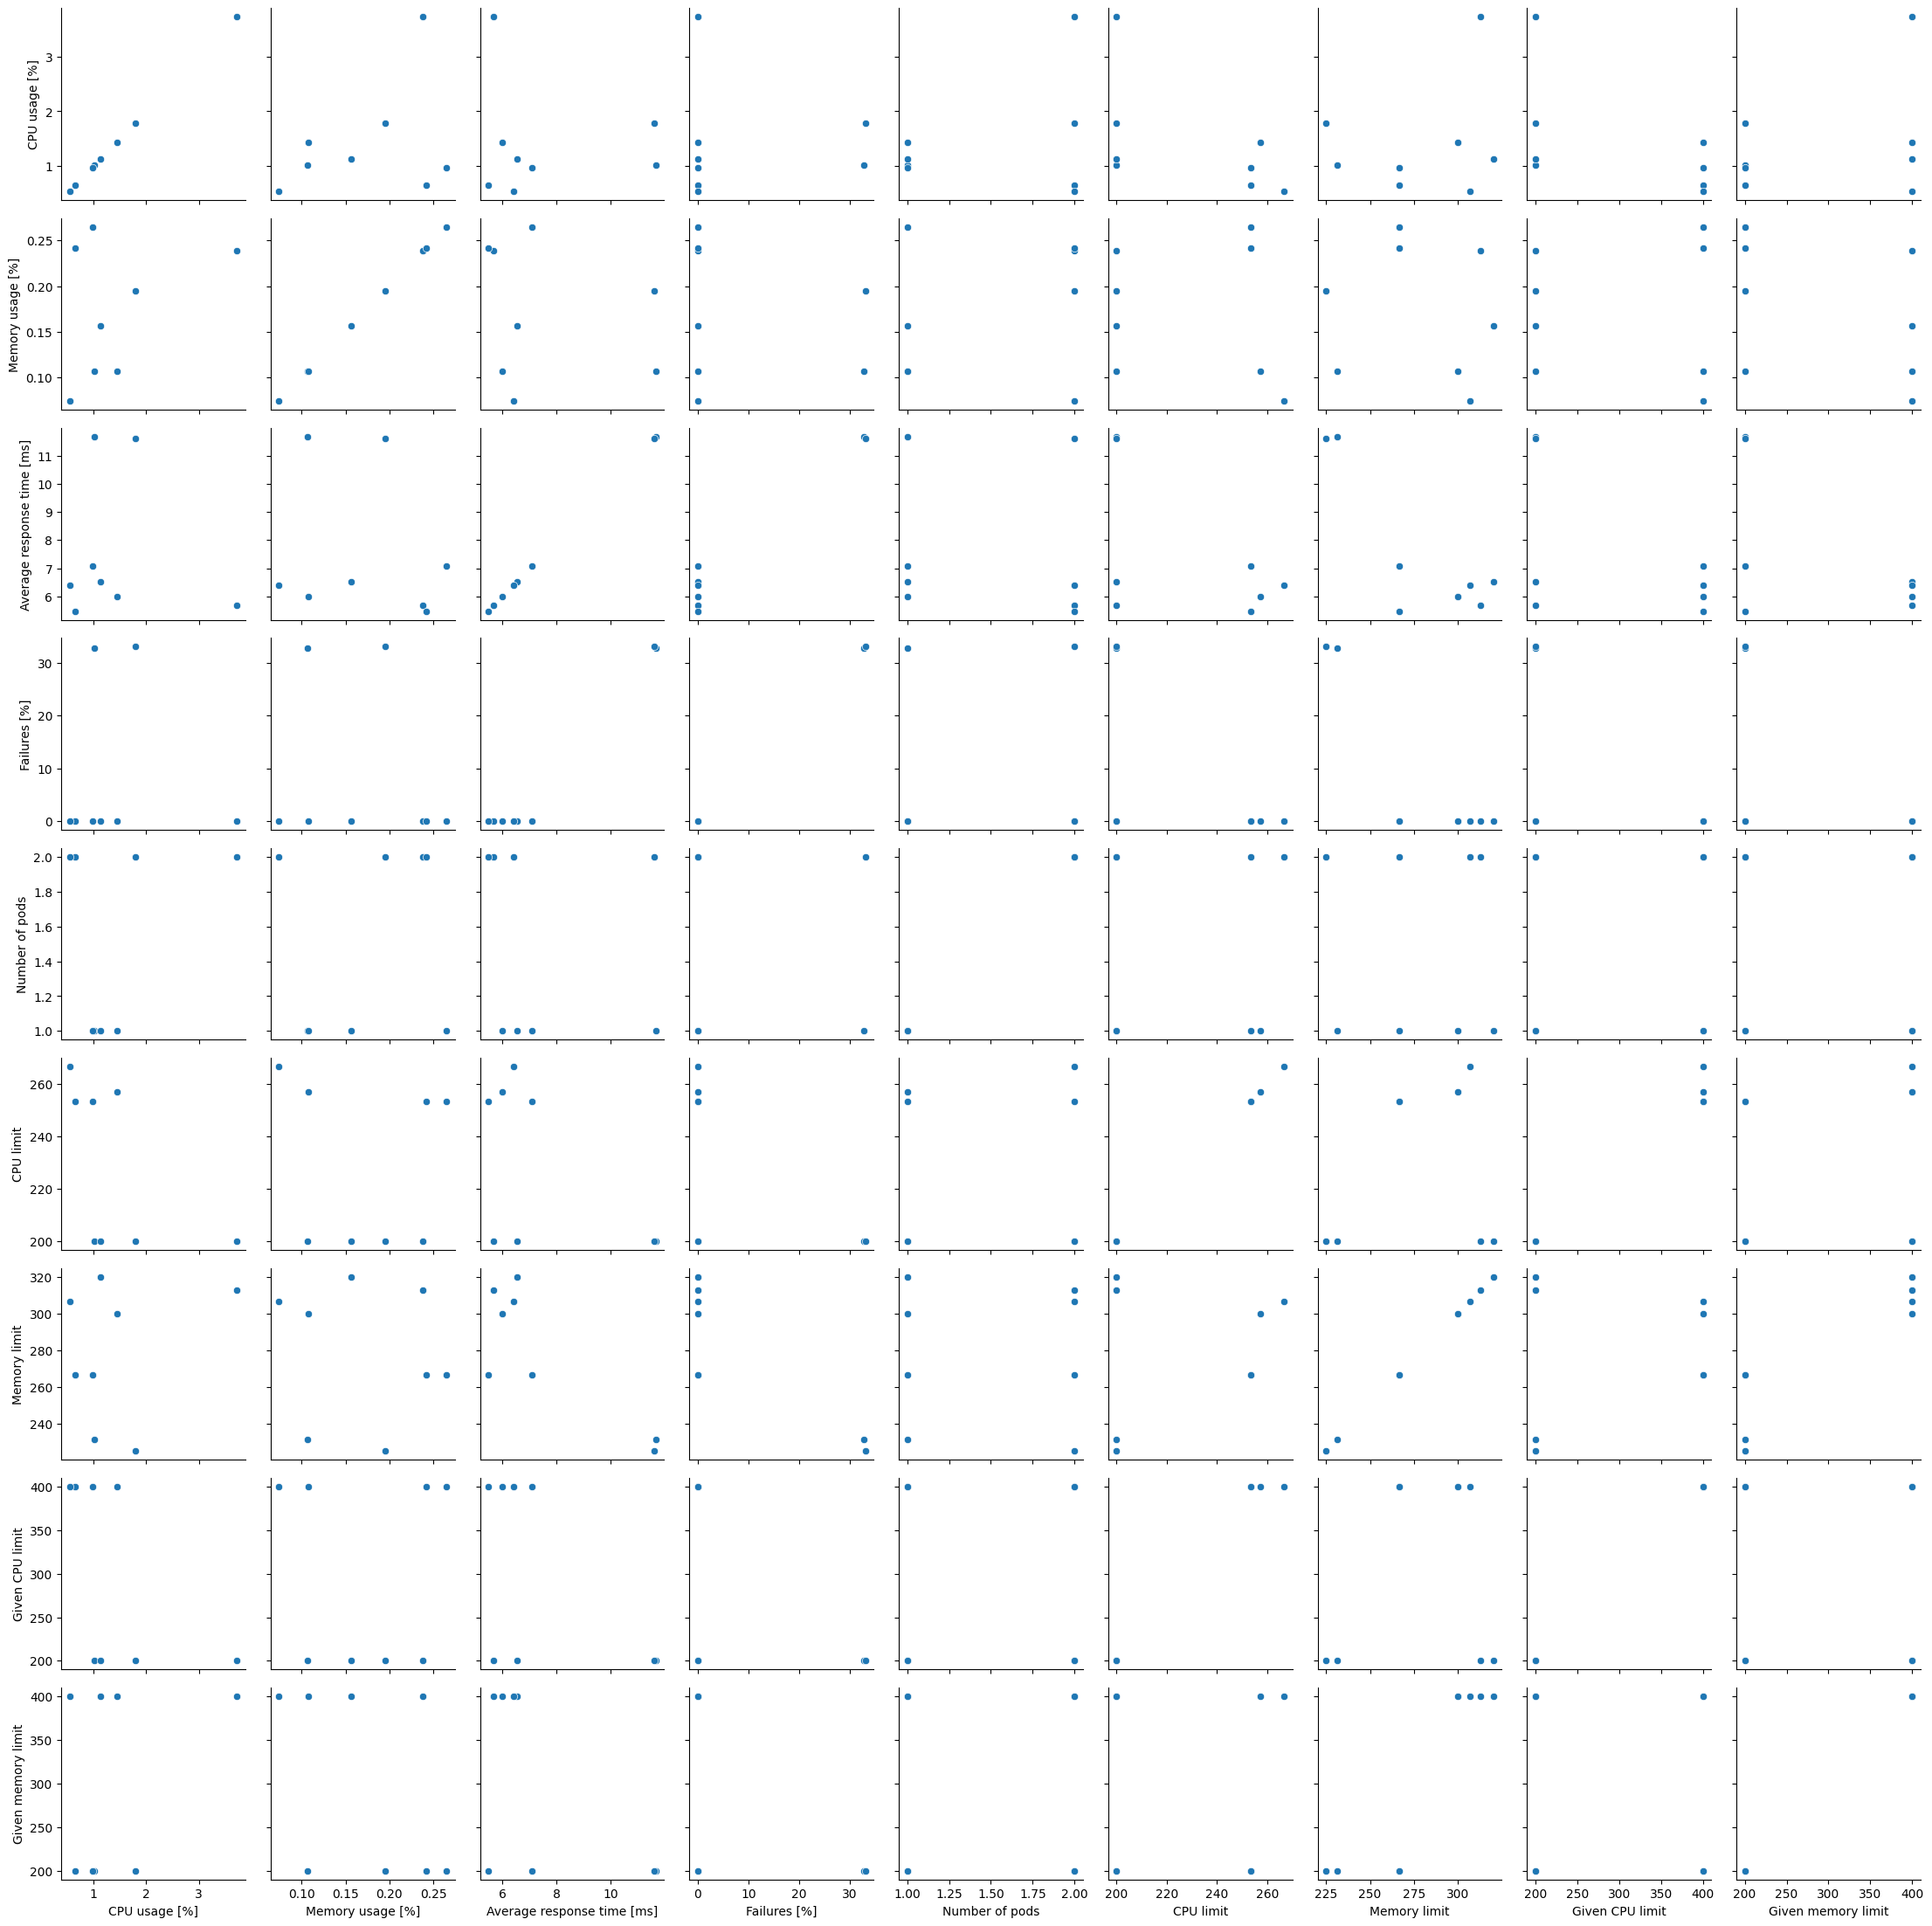 CPU usage [%]
3
2
1
Memory usage [%]
0.25
0.20
0.15
0.10
Average response time [ms]
11
10
9
8
7
6
Failures [%]
30
20
10
0
Number of pods
2.0
1.8
1.6
1.4
1.2
1.0
CPU limit
260
240
220
200
Memory limit
320
300
280
260
240
Given CPU limit
400
350
300
250
200
Given memory limit
400
350
300
250
200
1 2 3
0.10 0.15 0.20 0.25
6 8 10
0 10 20 30
1.00 1.25 1.50 1.75 2.00
200 220 240 260
225 250 275 300
200 250 300 350 400
200 250 300 350 400
CPU usage [%]
Memory usage [%]
Average response time [ms]
Failures [%]
Number of pods
CPU limit
Memory limit
Given CPU limit
Given memory limit